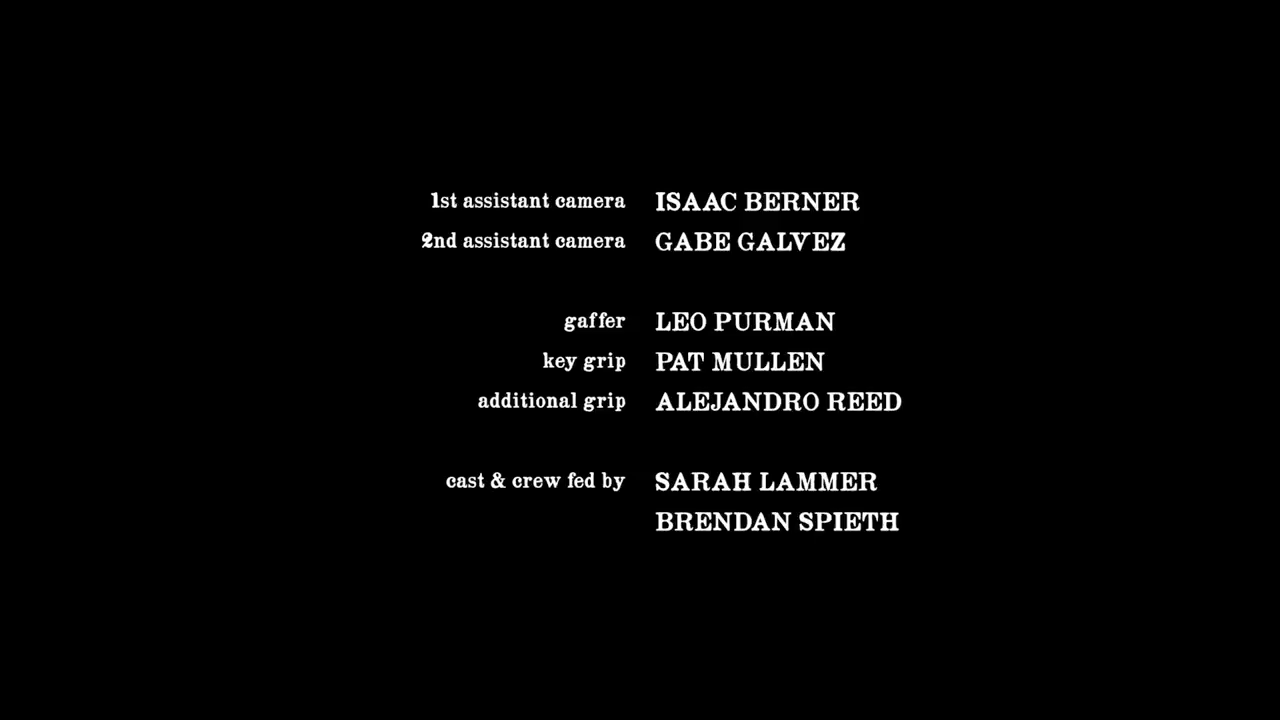 1st assistant camera ISAAC BERNER
2nd assistant camera GABE GALVEZ
gaffer LEO PURMAN
key grip PAT MULLEN
additional grip ALEJANDRO REED
cast & crew fed by SARAH LAMMER
BRENDAN SPIETH